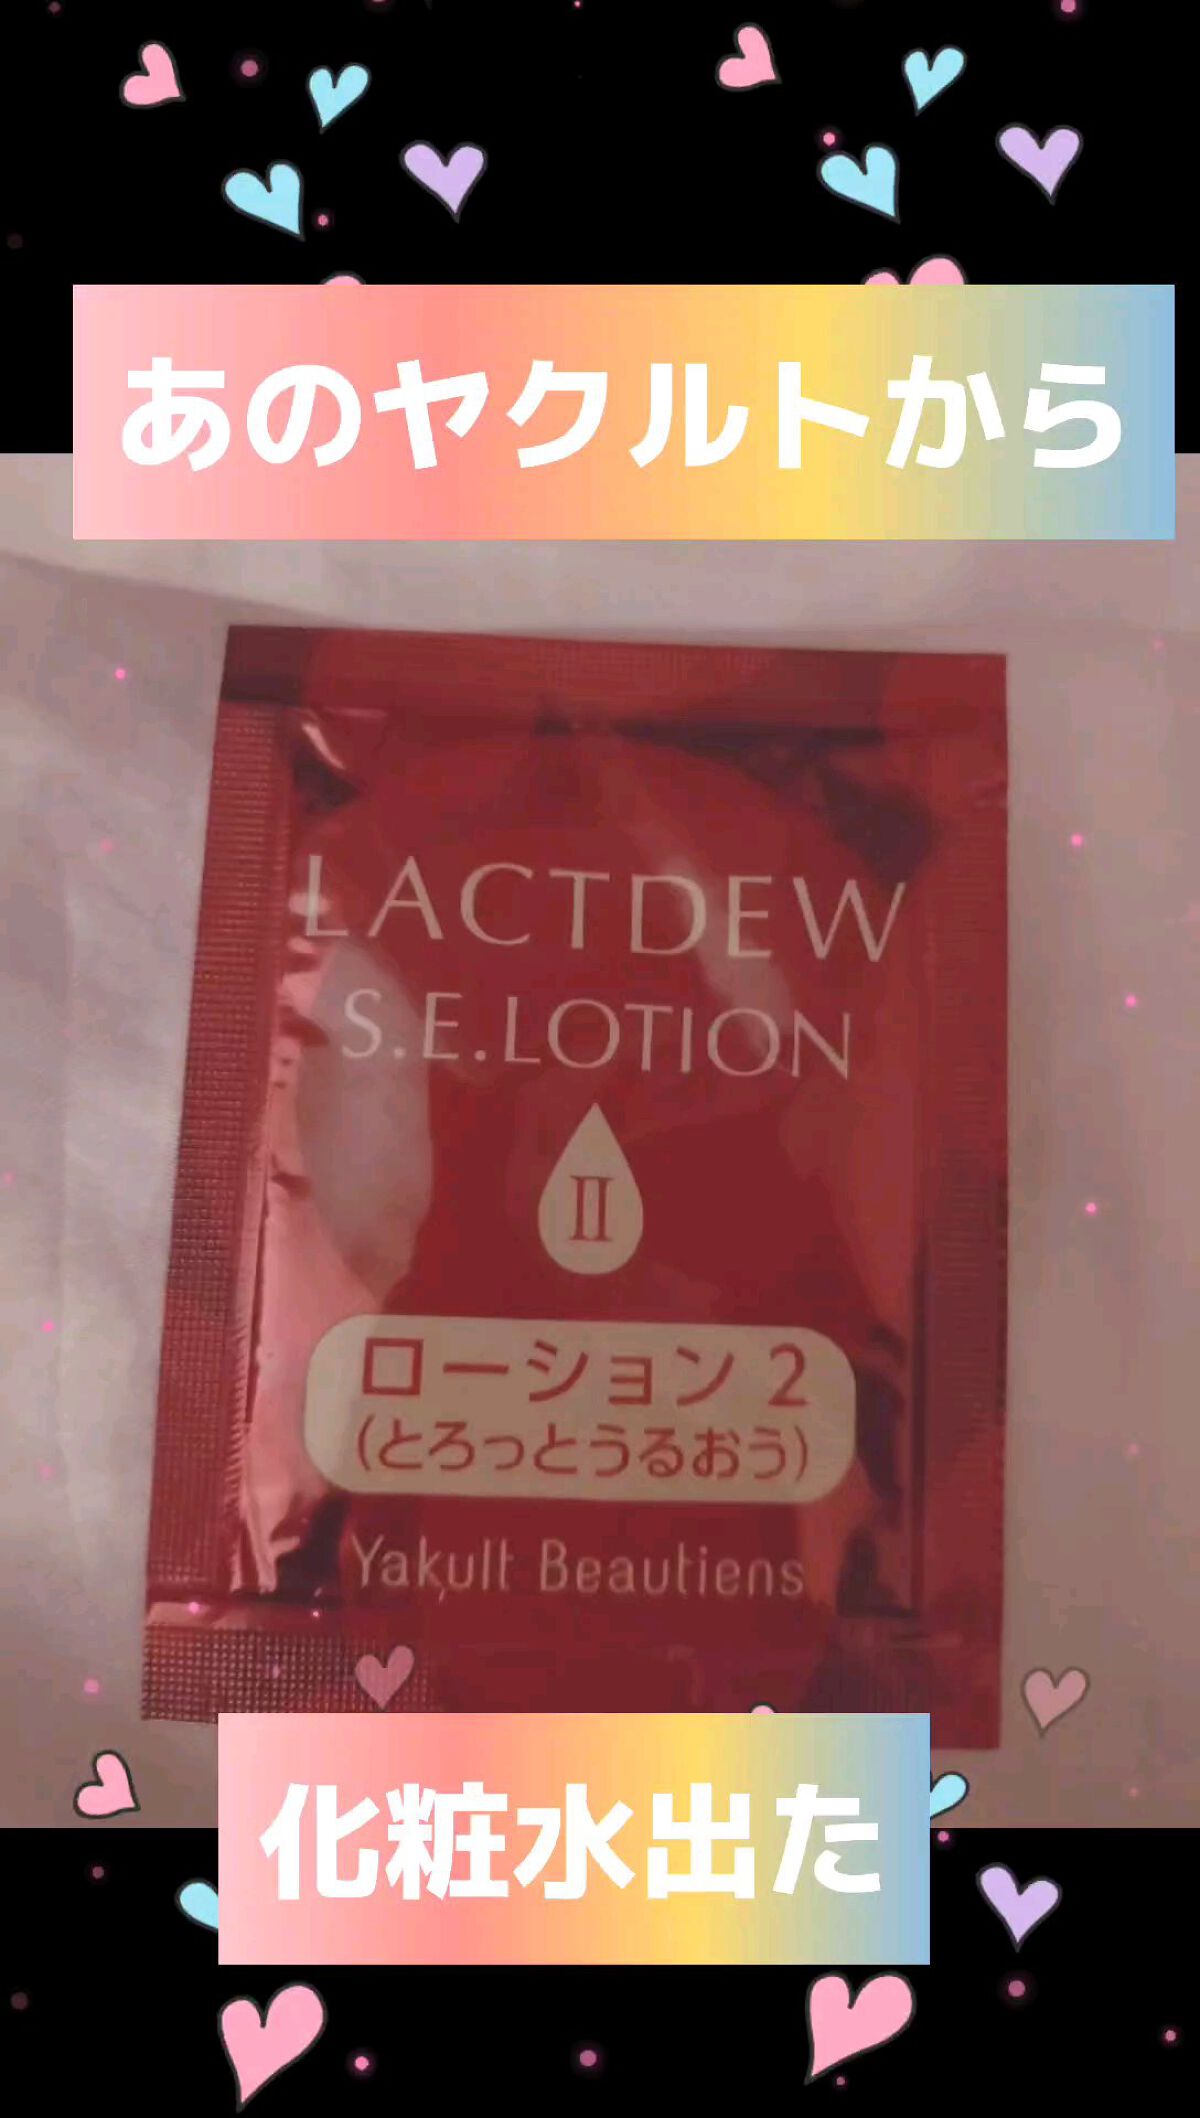 あのヤクルトから
LACTDEW
S.E.LOTION
II
ローション2
(とろっとうるおう)
Yakult Beautiens
化粧水出た